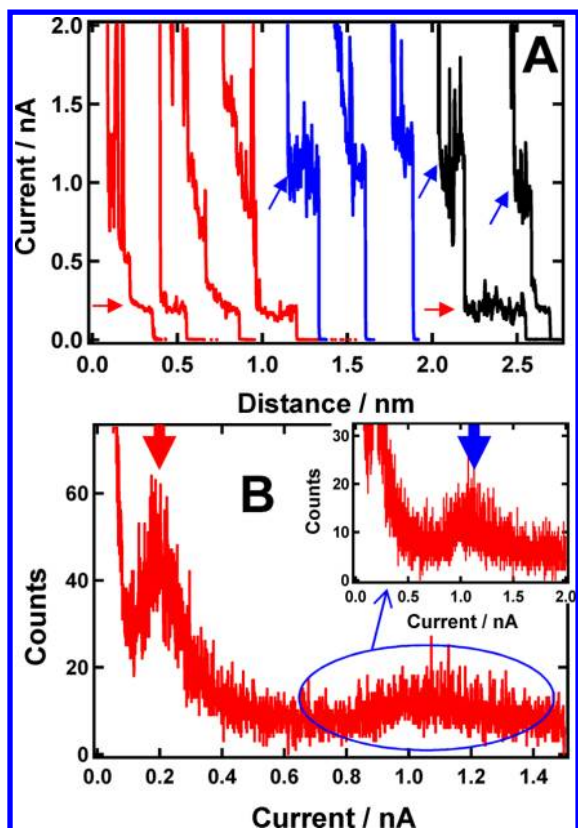 A
Current / nA
2.0
1.5
1.0
0.5
0.0
0.0 0.5 1.0 1.5 2.0 2.5
Distance / nm
B
Counts
60
40
20
0
0.0 0.2 0.4 0.6 0.8 1.0 1.2 1.4
Current / nA
Counts
30
20
10
0
0.0 0.5 1.0 1.5 2.0
Current / nA